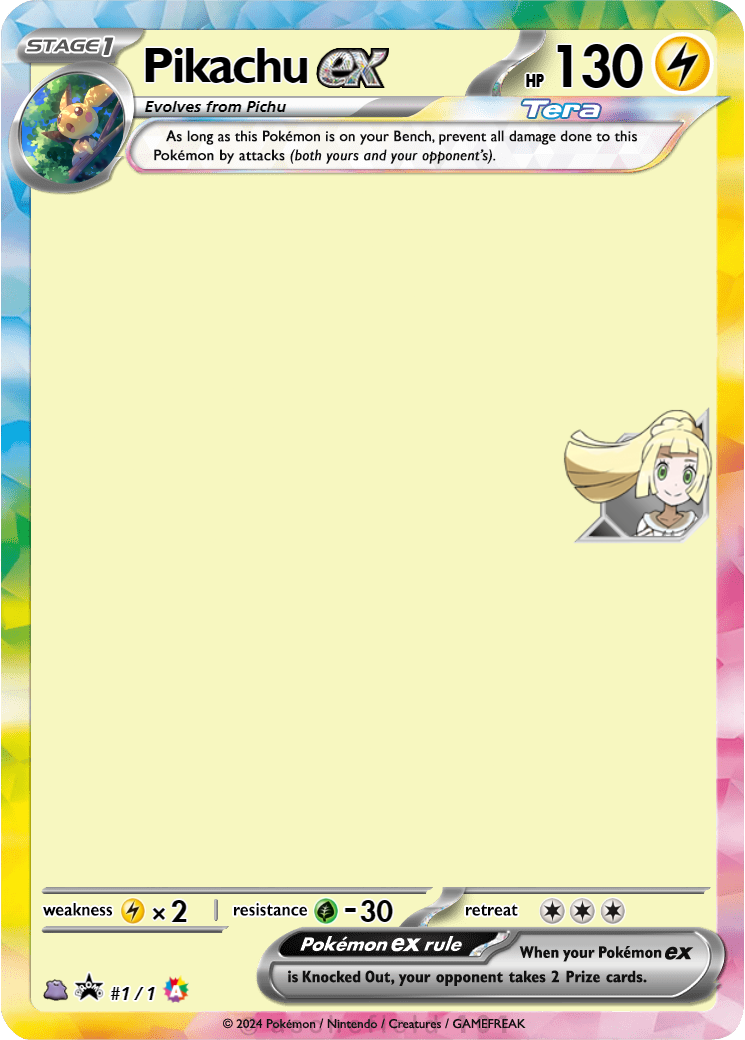 STAGE1
Pikachu ex
HP 130
Evolves from Pichu
Tera
As long as this Pokémon is on your Bench, prevent all damage done to this
Pokémon by attacks (both yours and your opponent's).
weakness ×2 resistance -30 retreat
Pokémon ex rule When your Pokémon ex
is Knocked Out, your opponent takes 2 Prize cards.
PROMO #1/1 A
© 2024 Pokémon / Nintendo / Creatures / GAMEFREAK